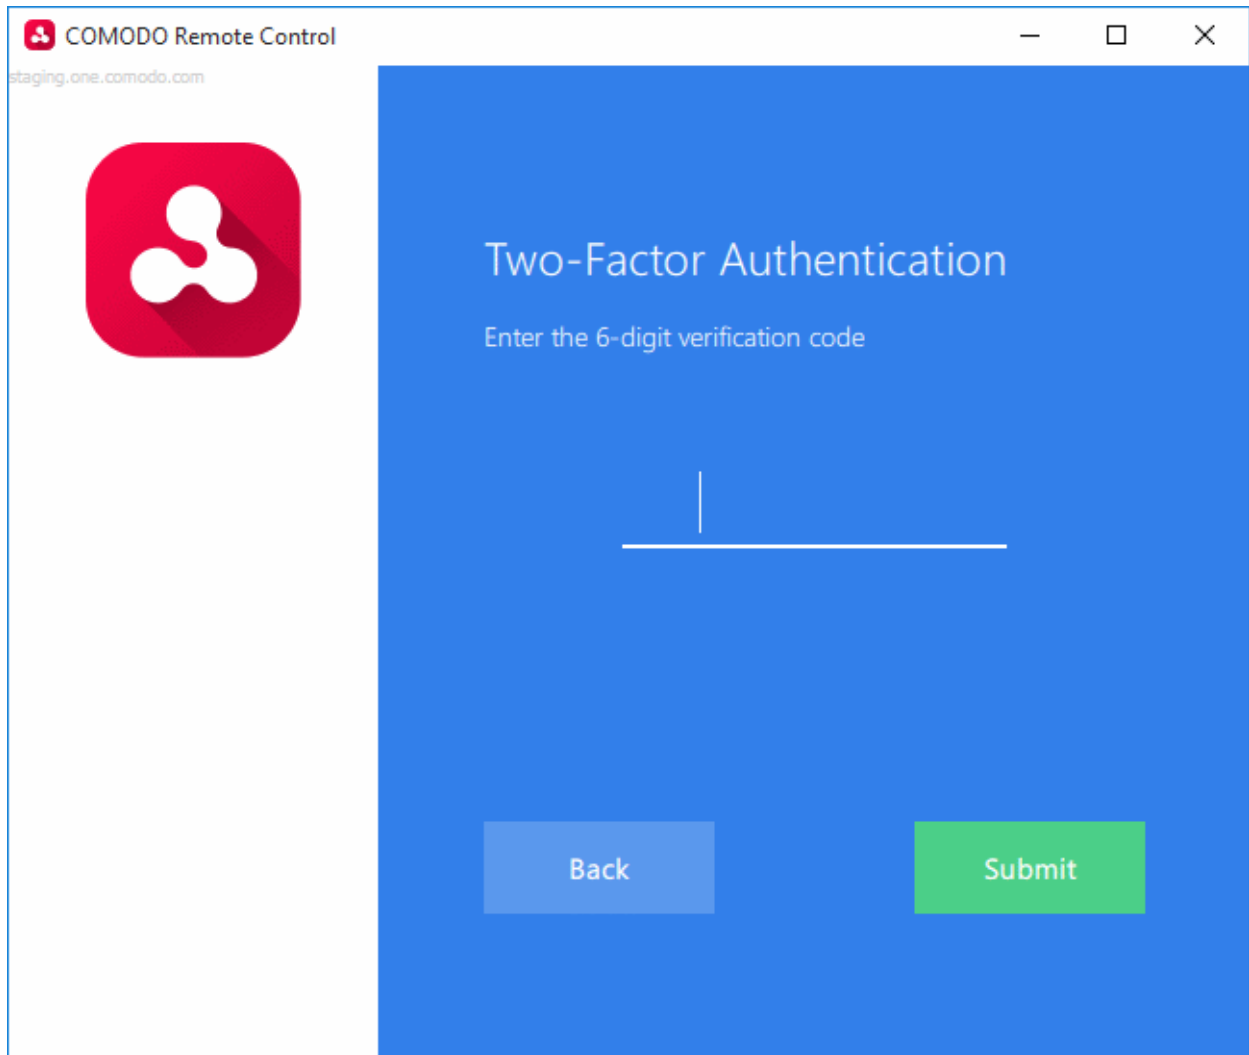 COMODO Remote Control
staging.one.comodo.com
Two-Factor Authentication
Enter the 6-digit verification code
Back
Submit